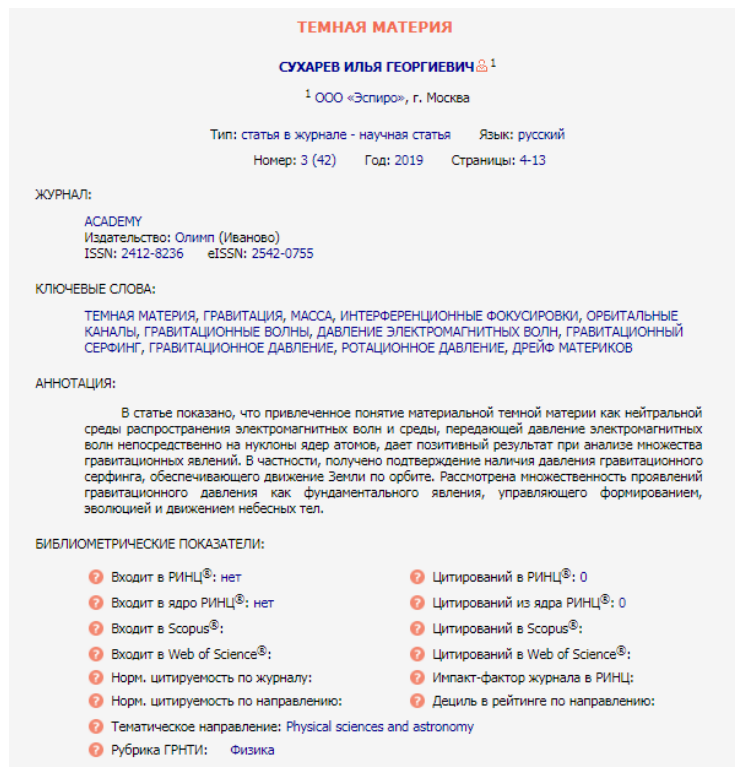 ТЕМНАЯ МАТЕРИЯ
СУХАРЕВ ИЛЬЯ ГЕОРГИЕВИЧ 1
1 ООО «Эспиро», г. Москва
Тип: статья в журнале - научная статья Язык: русский
Номер: 3 (42) Год: 2019 Страницы: 4-13
ЖУРНАЛ:
ACADEMY
Издательство: Олимп (Иваново)
ISSN: 2412-8236 eISSN: 2542-0755
КЛЮЧЕВЫЕ СЛОВА:
ТЕМНАЯ МАТЕРИЯ, ГРАВИТАЦИЯ, МАССА, ИНТЕРФЕРЕНЦИОННЫЕ ФОКУСИРОВКИ, ОРБИТАЛЬНЫЕ
КАНАЛЫ, ГРАВИТАЦИОННЫЕ ВОЛНЫ, ДАВЛЕНИЕ ЭЛЕКТРОМАГНИТНЫХ ВОЛН, ГРАВИТАЦИОННЫЙ
СЕРФИНГ, ГРАВИТАЦИОННОЕ ДАВЛЕНИЕ, РОТАЦИОННОЕ ДАВЛЕНИЕ, ДРЕЙФ МАТЕРИКОВ
АННОТАЦИЯ:
В статье показано, что привлеченное понятие материальной темной материи как нейтральной
среды распространения электромагнитных волн и среды, передающей давление электромагнитных
волн непосредственно на нуклоны ядер атомов, дает позитивный результат при анализе множества
гравитационных явлений. В частности, получено подтверждение наличия давления гравитационного
серфинга, обеспечивающего движение Земли по орбите. Рассмотрена множественность проявлений
гравитационного давления как фундаментального явления, управляющего формированием,
эволюцией и движением небесных тел.
БИБЛИОМЕТРИЧЕСКИЕ ПОКАЗАТЕЛИ:
? Входит в РИНЦ®: нет ? Цитирований в РИНЦ®: 0
? Входит в ядро РИНЦ®: нет ? Цитирований из ядра РИНЦ®: 0
? Входит в Scopus®: ? Цитирований в Scopus®:
? Входит в Web of Science®: ? Цитирований в Web of Science®:
? Норм. цитируемость по журналу: ? Импакт-фактор журнала в РИНЦ:
? Норм. цитируемость по направлению: ? Дециль в рейтинге по направлению:
? Тематическое направление: Physical sciences and astronomy
? Рубрика ГРНТИ: Физика